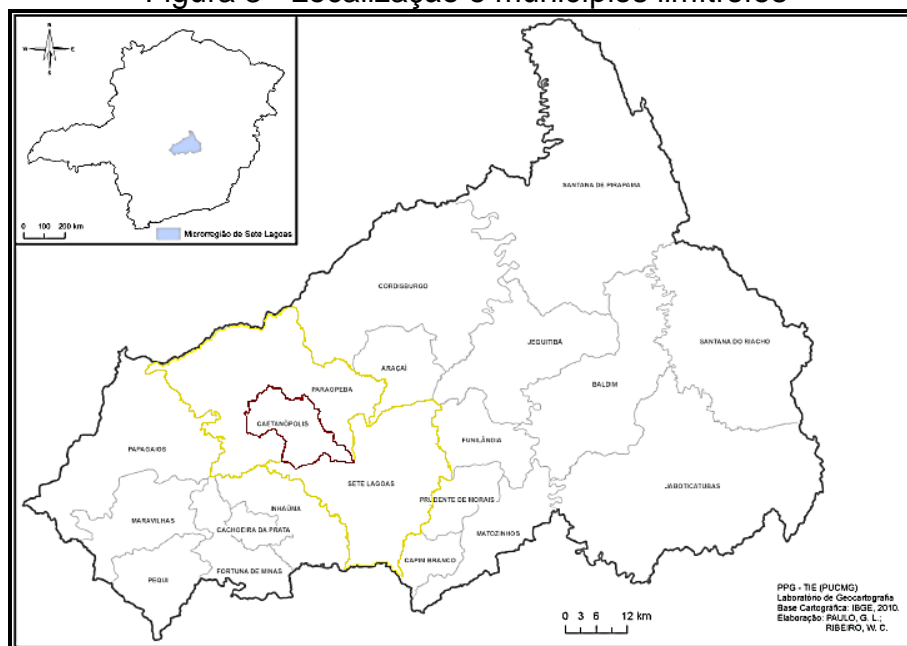 Figura 3 - Localização e municípios limítrofes
N
W E
S
0 100 200 km
Microrregião de Sete Lagoas
SANTANA DE PIRAPAMA
CORDISBURGO
SANTANA DO RIACHO
JEQUITIBÁ
ARAÇAÍ
BALDIM
PARAOPEBA
CAETANÓPOLIS
FUNILÂNDIA
PAPAGAIOS
SETE LAGOAS
JABOTICATUBAS
PRUDENTE DE MORAIS
INHAÚMA
MARAVILHAS
CACHOEIRA DA PRATA
MATOZINHOS
CAPIM BRANCO
FORTUNA DE MINAS
PEQUI
0 3 6 12 km
PPG - TIE (PUCMG)
Laboratório de Geocartografia
Base Cartográfica: IBGE, 2010.
Elaboração: PAULO, G. L.;
RIBEIRO, W. C.